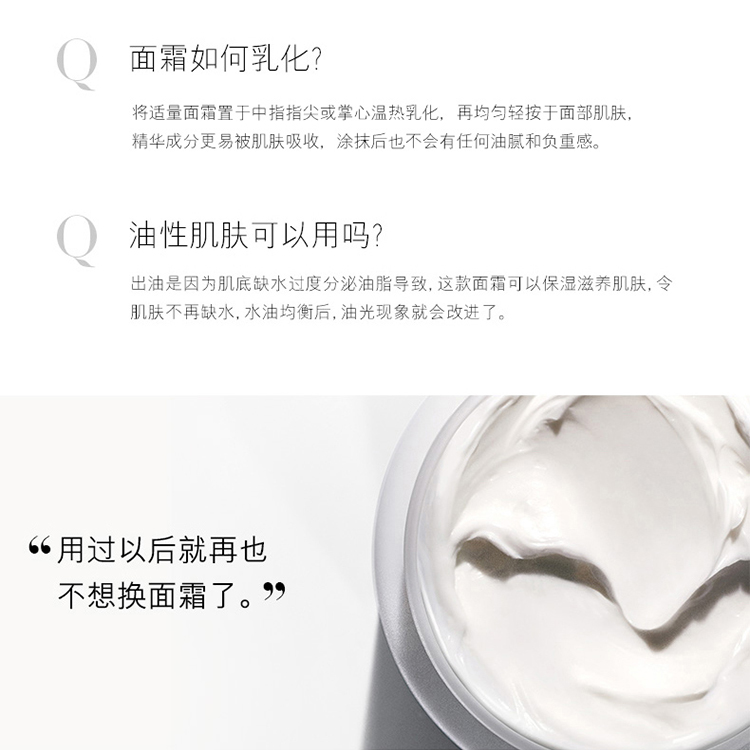 Q 面霜如何乳化?
将适量面霜置于中指指尖或掌心温热乳化，再均匀轻按于面部肌肤,
精华成分更易被肌肤吸收，涂抹后也不会有任何油腻和负重感。
Q 油性肌肤可以用吗?
出油是因为肌底缺水过度分泌油脂导致,这款面霜可以保湿滋养肌肤,令
肌肤不再缺水,水油均衡后,油光现象就会改进了。
“用过以后就再也
不想换面霜了。”